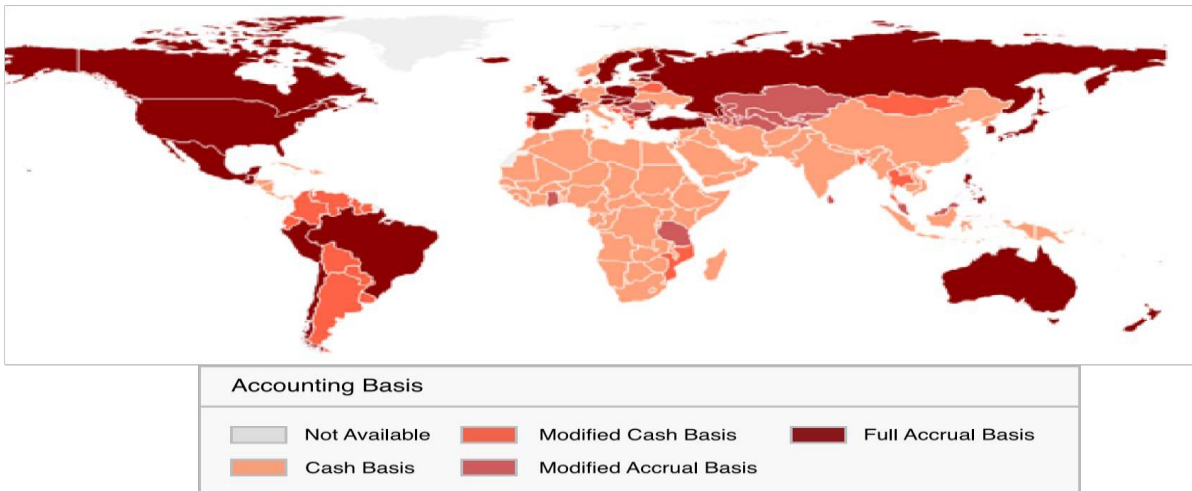 Accounting Basis
Not Available
Modified Cash Basis
Full Accrual Basis
Cash Basis
Modified Accrual Basis